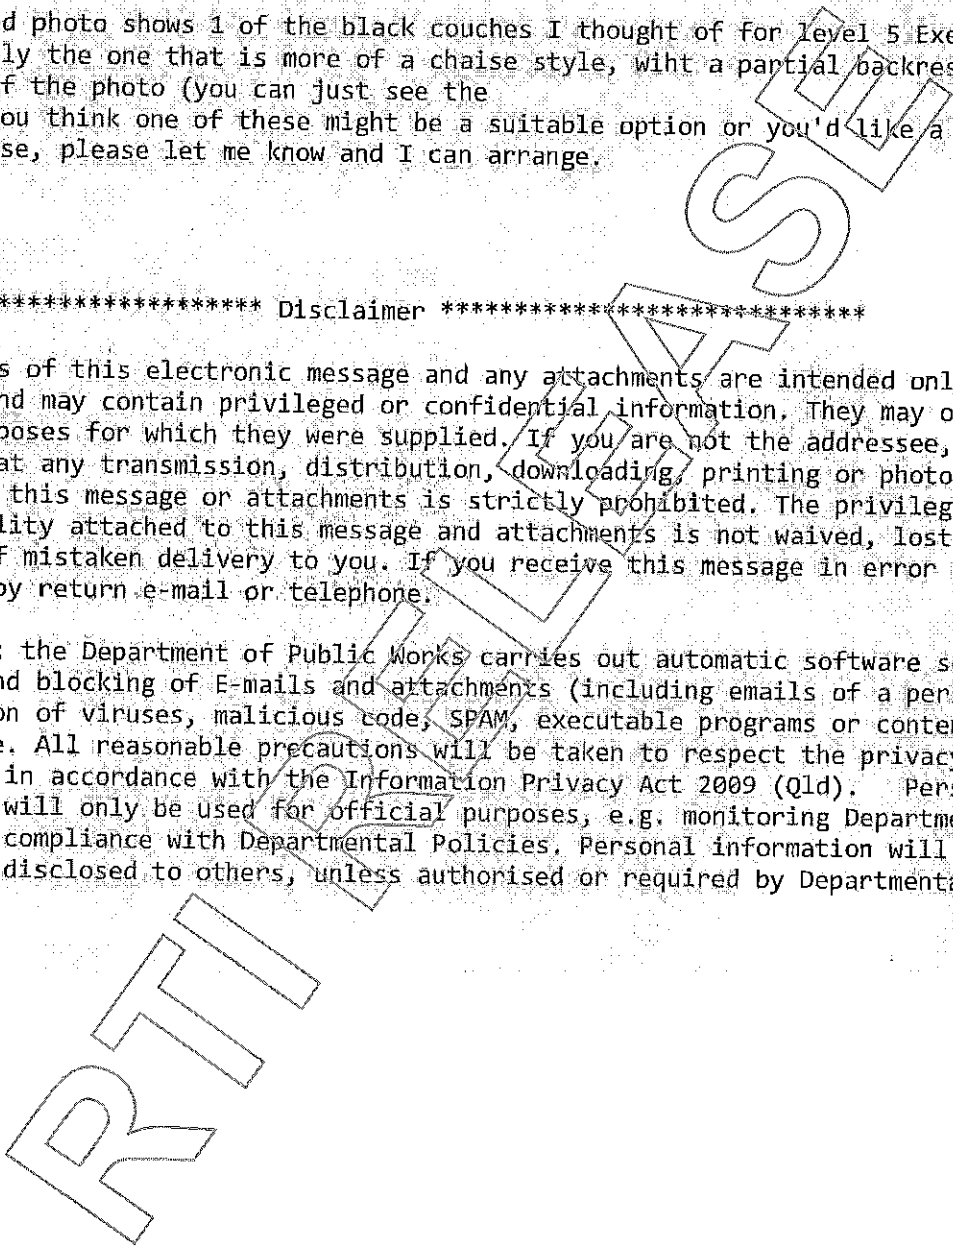 d photo shows 1 of the black couches I thought of for level 5 Exe
ly the one that is more of a chaise style, wiht a partial backres
f the photo (you can just see the
ou think one of these might be a suitable option or you'd like a
se, please let me know and I can arrange.
****************** Disclaimer *****************************
s of this electronic message and any attachments are intended onl
nd may contain privileged or confidential information. They may o
poses for which they were supplied. If you are not the addressee,
at any transmission, distribution, downloading, printing or photo
this message or attachments is strictly prohibited. The privileg
lity attached to this message and attachments is not waived, lost
f mistaken delivery to you. If you receive this message in error
by return e-mail or telephone.
: the Department of Public Works carries out automatic software s
nd blocking of E-mails and attachments (including emails of a per
on of viruses, malicious code, SPAM, executable programs or conte
e. All reasonable precautions will be taken to respect the privacy
in accordance with the Information Privacy Act 2009 (Qld). Pers
will only be used for official purposes, e.g. monitoring Departme
compliance with Departmental Policies. Personal information will
disclosed to others, unless authorised or required by Departmenta
RTI RELEASE